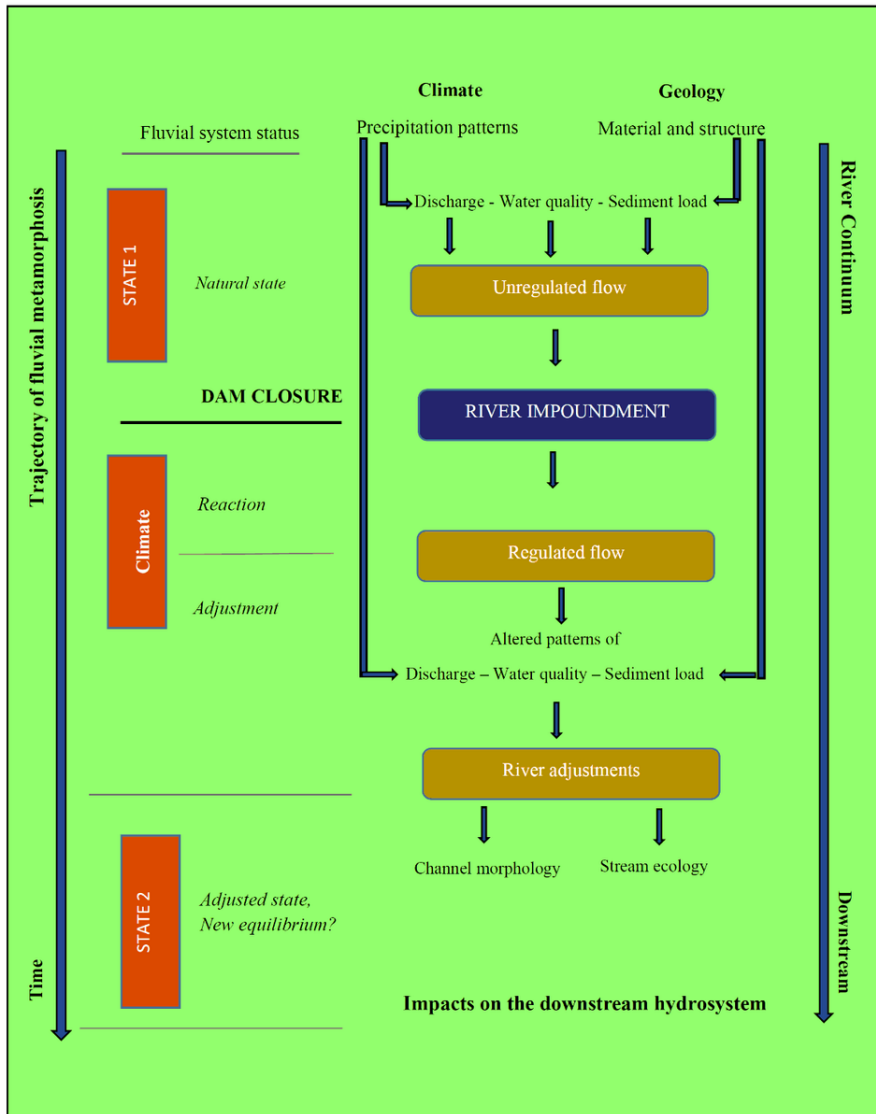 Climate
Geology
Fluvial system status
Precipitation patterns
Material and structure
Trajectory of fluvial metamorphosis
Time
River Continuum
Downstream
Discharge - Water quality - Sediment load
STATE 1
Natural state
Unregulated flow
DAM CLOSURE
RIVER IMPOUNDMENT
Climate
Reaction
Adjustment
Regulated flow
Altered patterns of
Discharge – Water quality – Sediment load
River adjustments
Channel morphology
Stream ecology
STATE 2
Adjusted state,
New equilibrium?
Impacts on the downstream hydrosystem